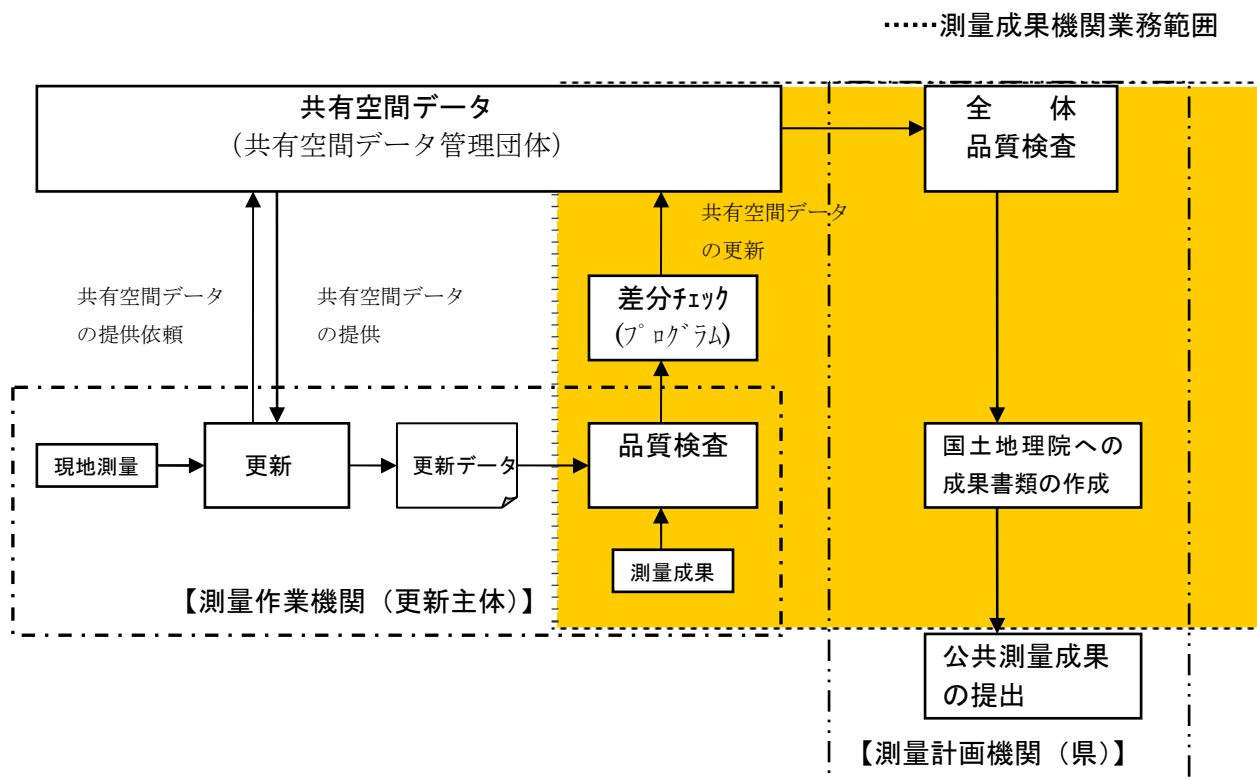 ……測量成果機関業務範囲
共有空間データ
（共有空間データ管理団体）
全　　体
品質検査
共有空間データ
の更新
共有空間データ
の提供依頼
共有空間データ
の提供
差分ﾁｪｯｸ
(ﾌﾟﾛｸﾞﾗﾑ)
現地測量
更新
更新データ
品質検査
国土地理院への
成果書類の作成
測量成果
【測量作業機関（更新主体）】
公共測量成果
の提出
【測量計画機関（県）】